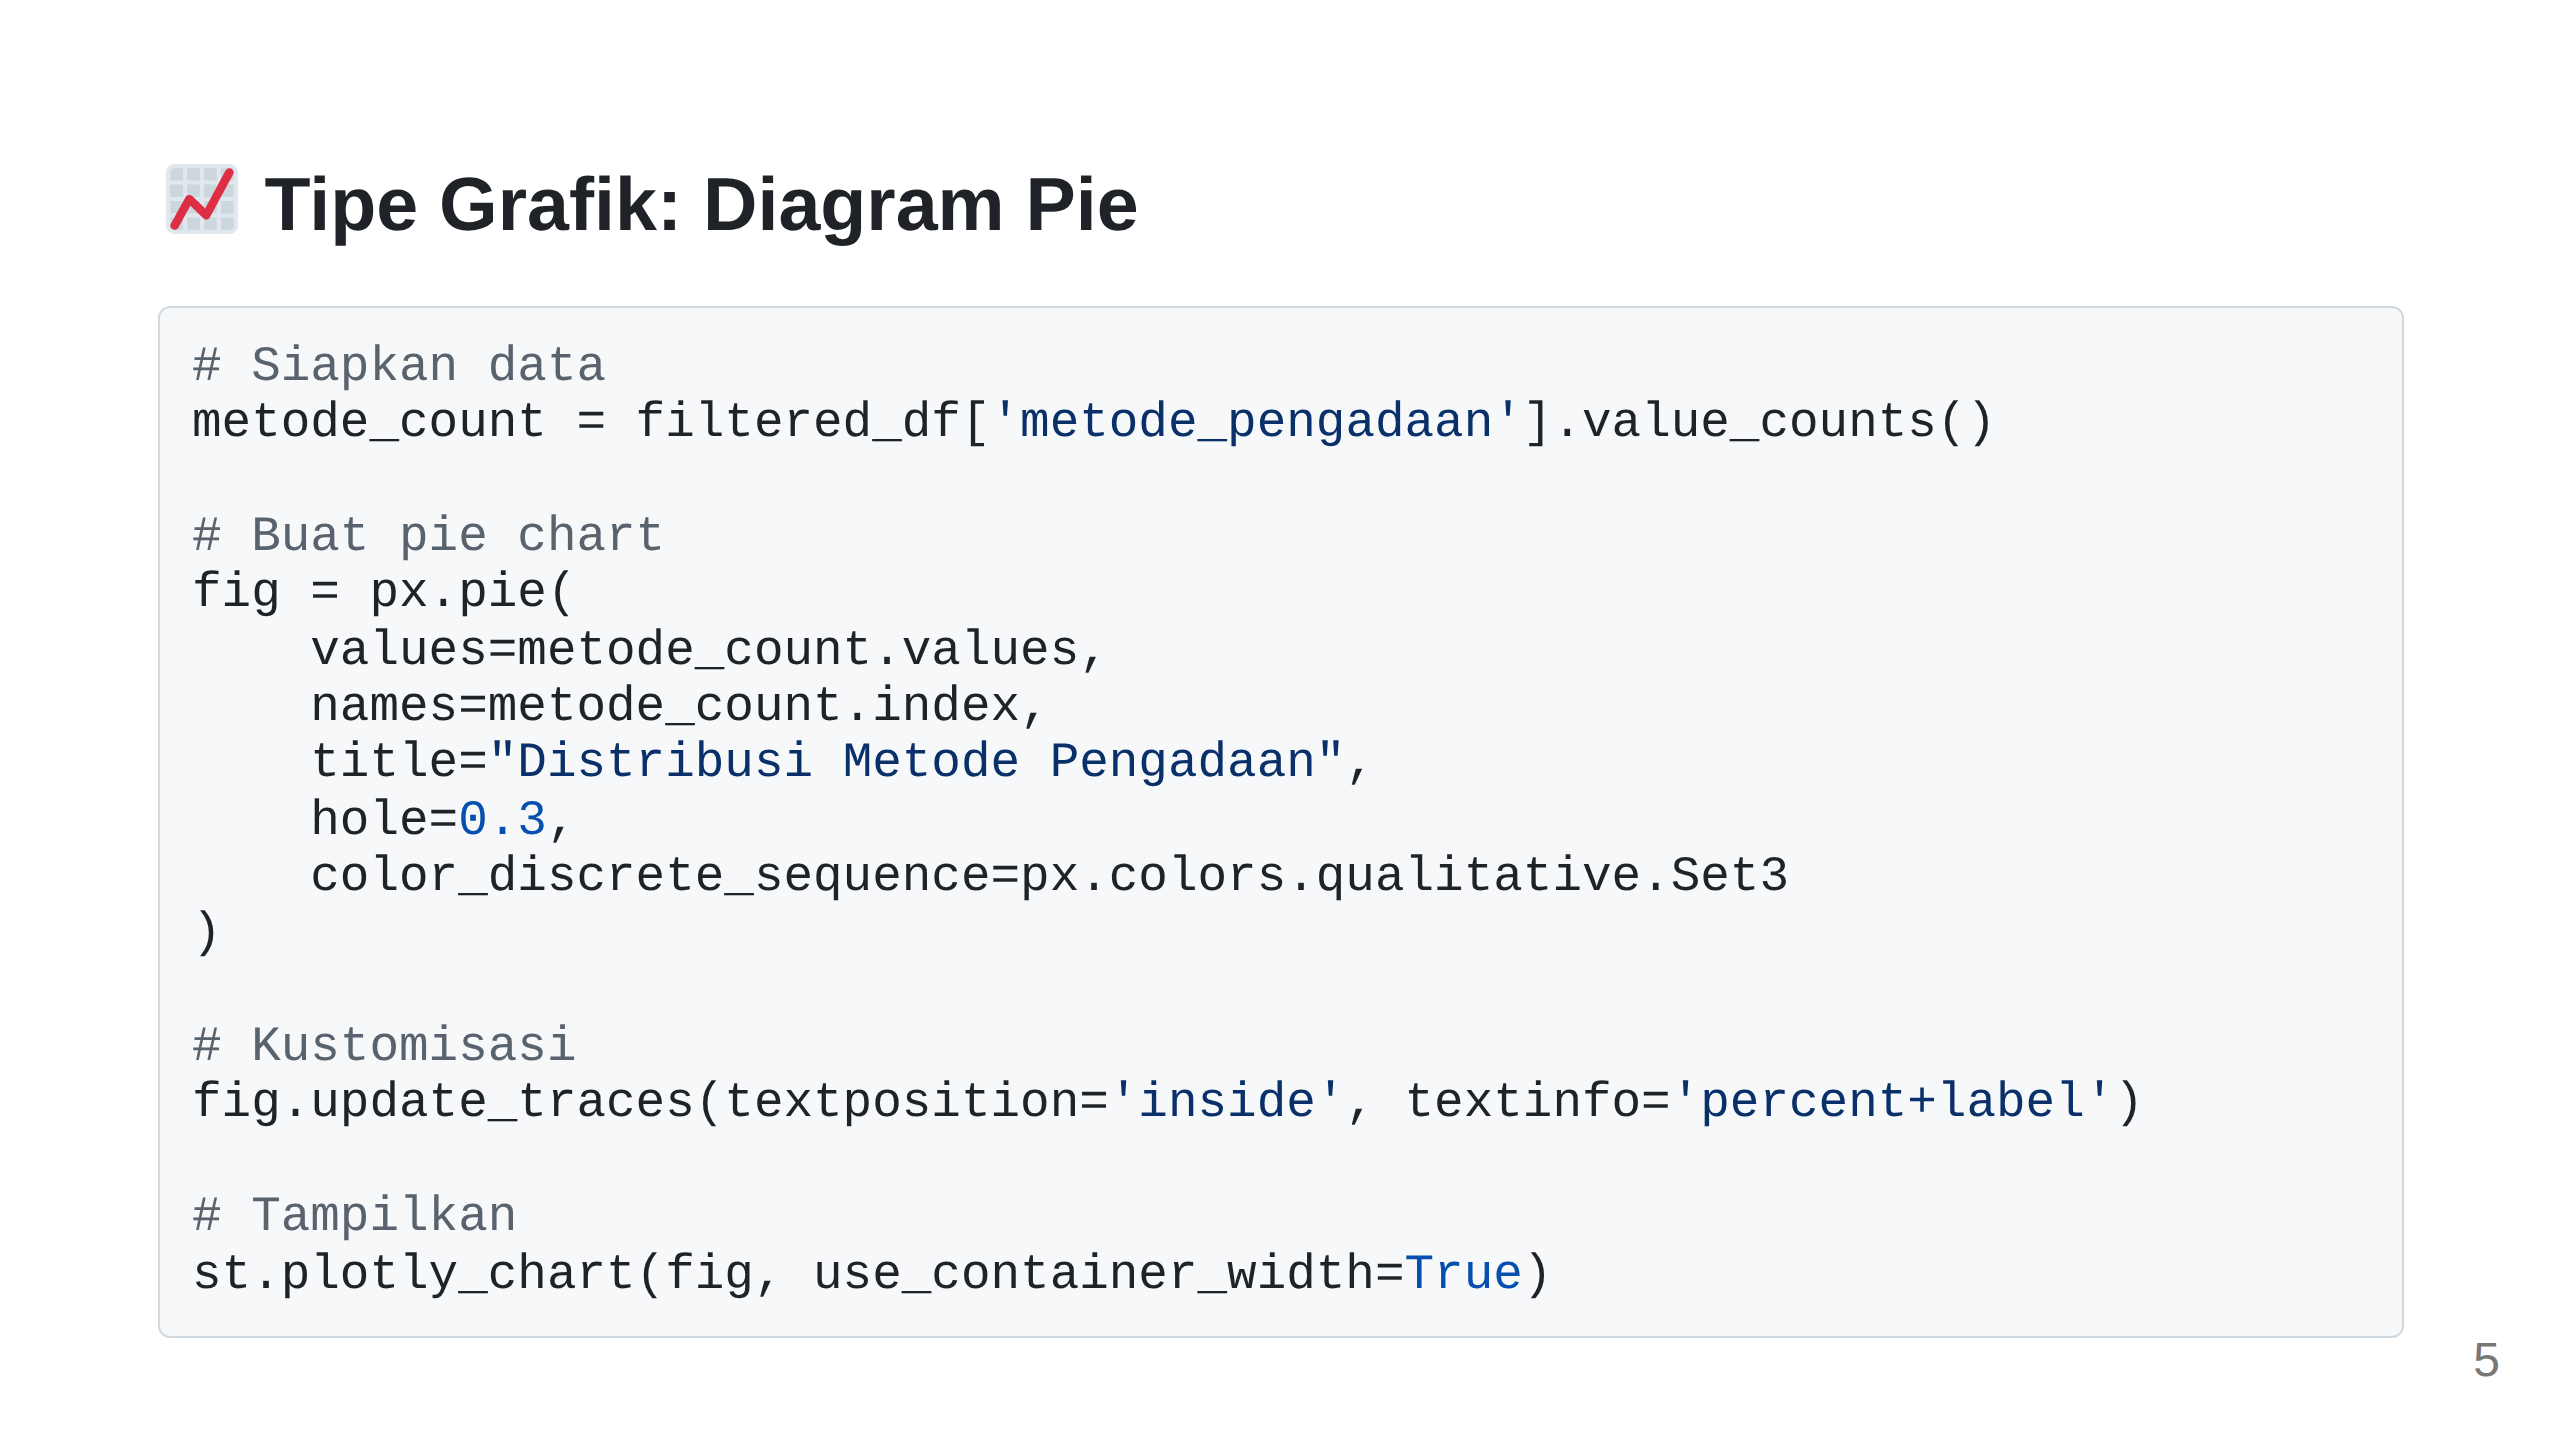 📈 Tipe Grafik: Diagram Pie
# Siapkan data
metode_count = filtered_df['metode_pengadaan'].value_counts()

# Buat pie chart
fig = px.pie(
    values=metode_count.values,
    names=metode_count.index,
    title="Distribusi Metode Pengadaan",
    hole=0.3,
    color_discrete_sequence=px.colors.qualitative.Set3
)

# Kustomisasi
fig.update_traces(textposition='inside', textinfo='percent+label')

# Tampilkan
st.plotly_chart(fig, use_container_width=True)
5